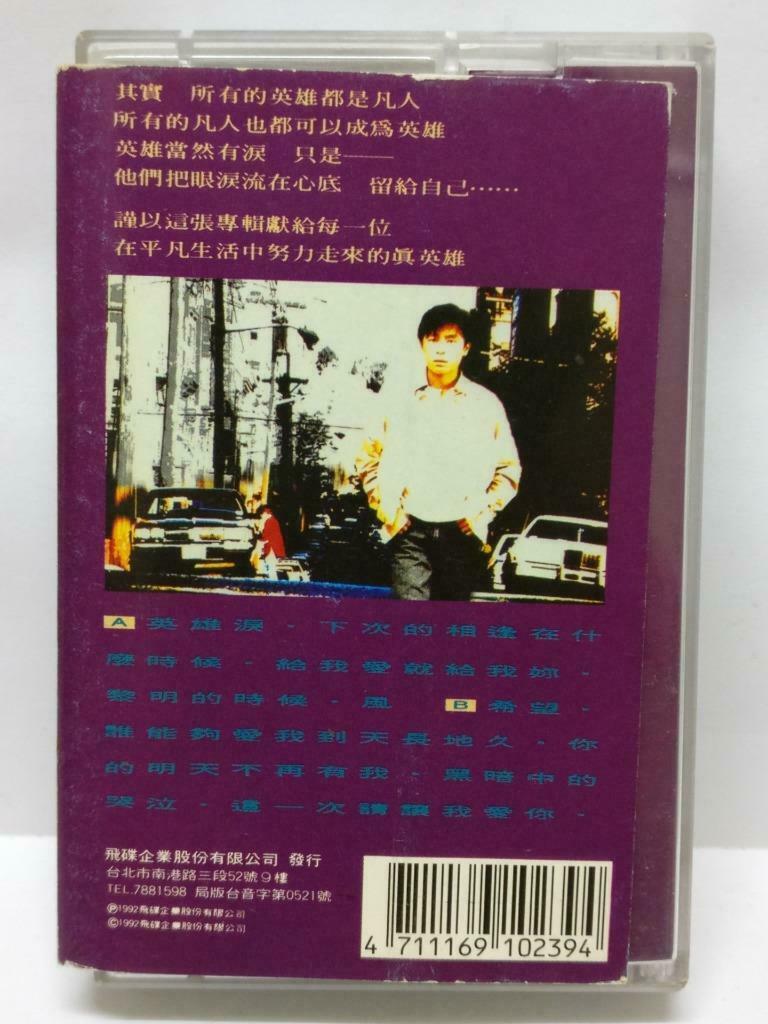 其實　所有的英雄都是凡人
所有的凡人也都可以成爲英雄
英雄當然有淚　只是——
他們把眼淚流在心底　留給自己……
謹以這張專輯獻給每一位
在平凡生活中努力走來的眞英雄
A 英雄淚·下次的相逢在什
麼時候·給我愛就給我妳·
黎明的時候·風 B 希望·
誰能夠愛我到天長地久·你
的明天不再有我·黑暗中的
哭泣·這一次請讓我愛你·
飛碟企業股份有限公司 發行
台北市南港路三段52號9樓
TEL.7881598 局版台音字第0521號
Ⓟ1992飛碟企業股份有限公司
Ⓒ1992飛碟企業股份有限公司
4 711169 102394